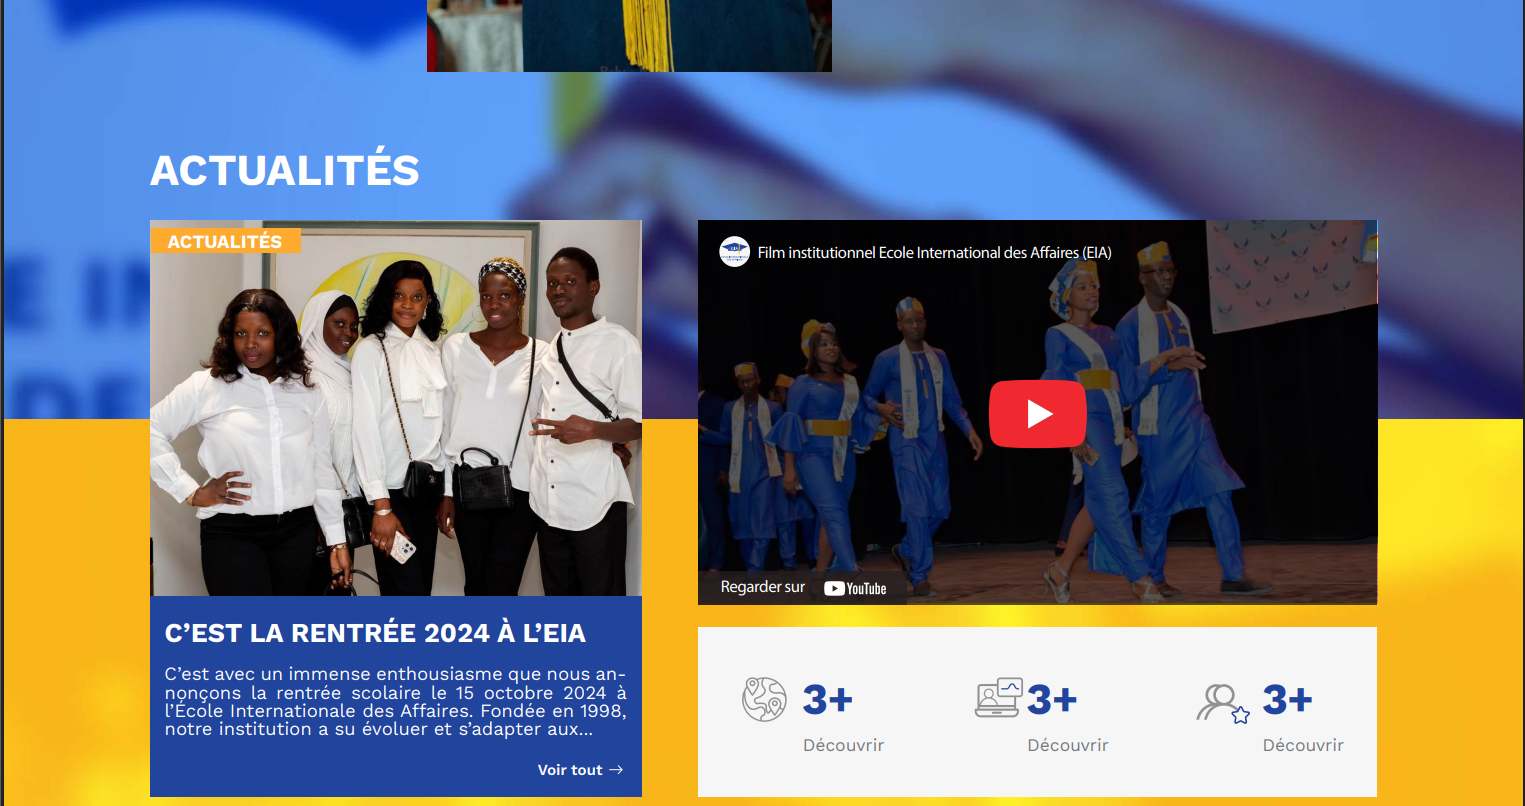 ACTUALITÉS
ACTUALITÉS
C'EST LA RENTRÉE 2024 À L'EIA
C'est avec un immense enthousiasme que nous an-
nonçons la rentrée scolaire le 15 octobre 2024 à
l'École Internationale des Affaires. Fondée en 1998,
notre institution a su évoluer et s'adapter aux...
Voir tout →
Film institutionnel Ecole International des Affaires (EIA)
Regarder sur YouTube
3+
Découvrir
3+
Découvrir
3+
Découvrir